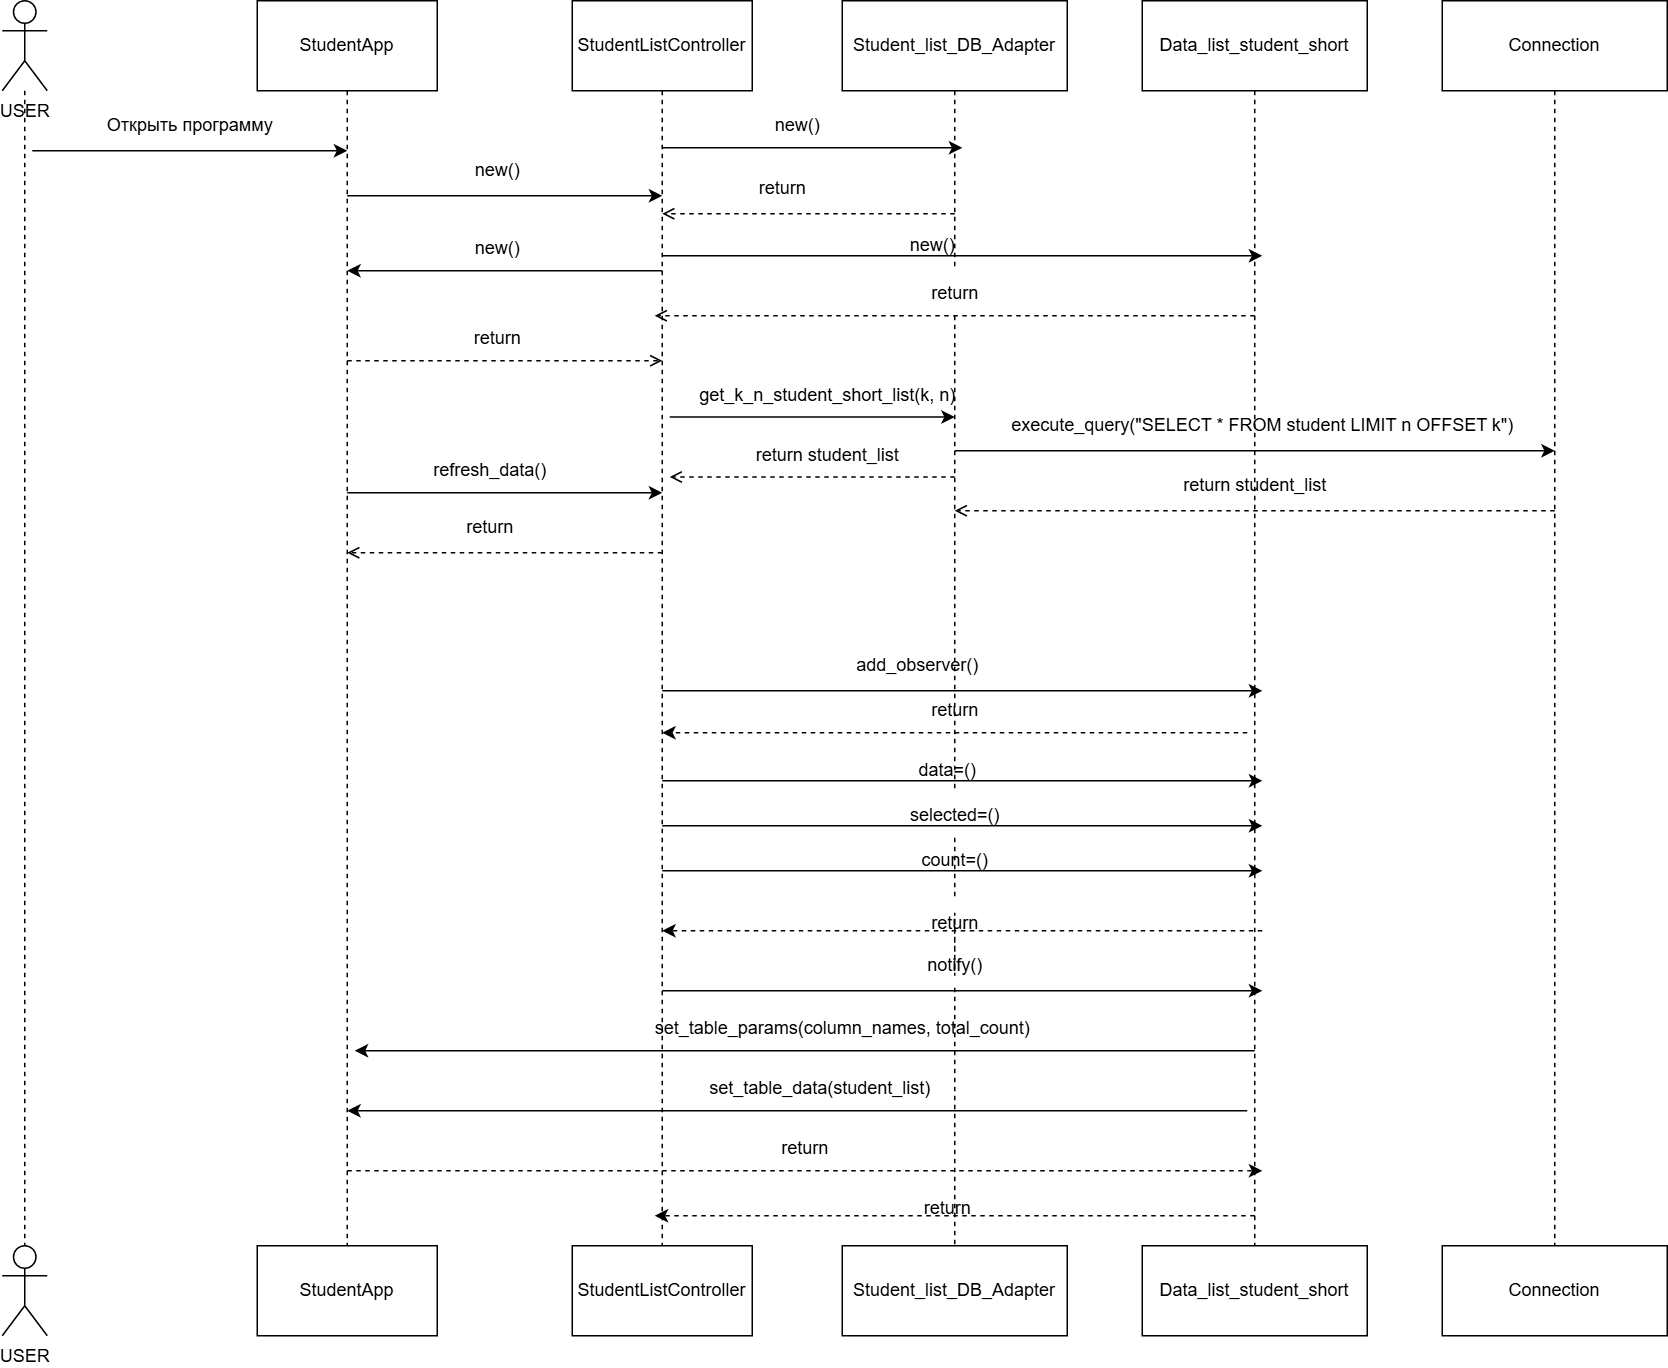 StudentApp
StudentListController
Student_list_DB_Adapter
Data_list_student_short
Connection
USER
Открыть программу
new()
new()
return
new()
new()
return
return
get_k_n_student_short_list(k, n)
execute_query("SELECT * FROM student LIMIT n OFFSET k")
return student_list
refresh_data()
return student_list
return
add_observer()
return
data=()
selected=()
count=()
return
notify()
set_table_params(column_names, total_count)
set_table_data(student_list)
return
return
StudentApp
StudentListController
Student_list_DB_Adapter
Data_list_student_short
Connection
USER